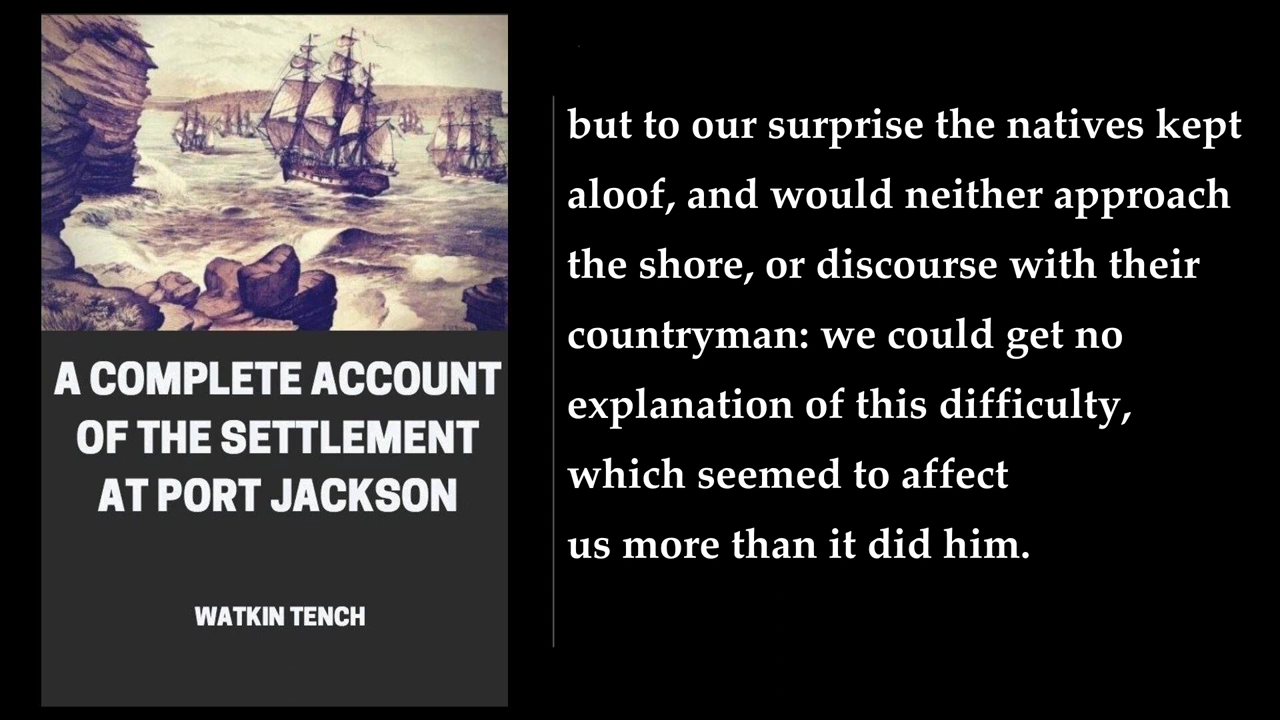 A COMPLETE ACCOUNT
OF THE SETTLEMENT
AT PORT JACKSON
WATKIN TENCH
but to our surprise the natives kept
aloof, and would neither approach
the shore, or discourse with their
countryman: we could get no
explanation of this difficulty,
which seemed to affect
us more than it did him.